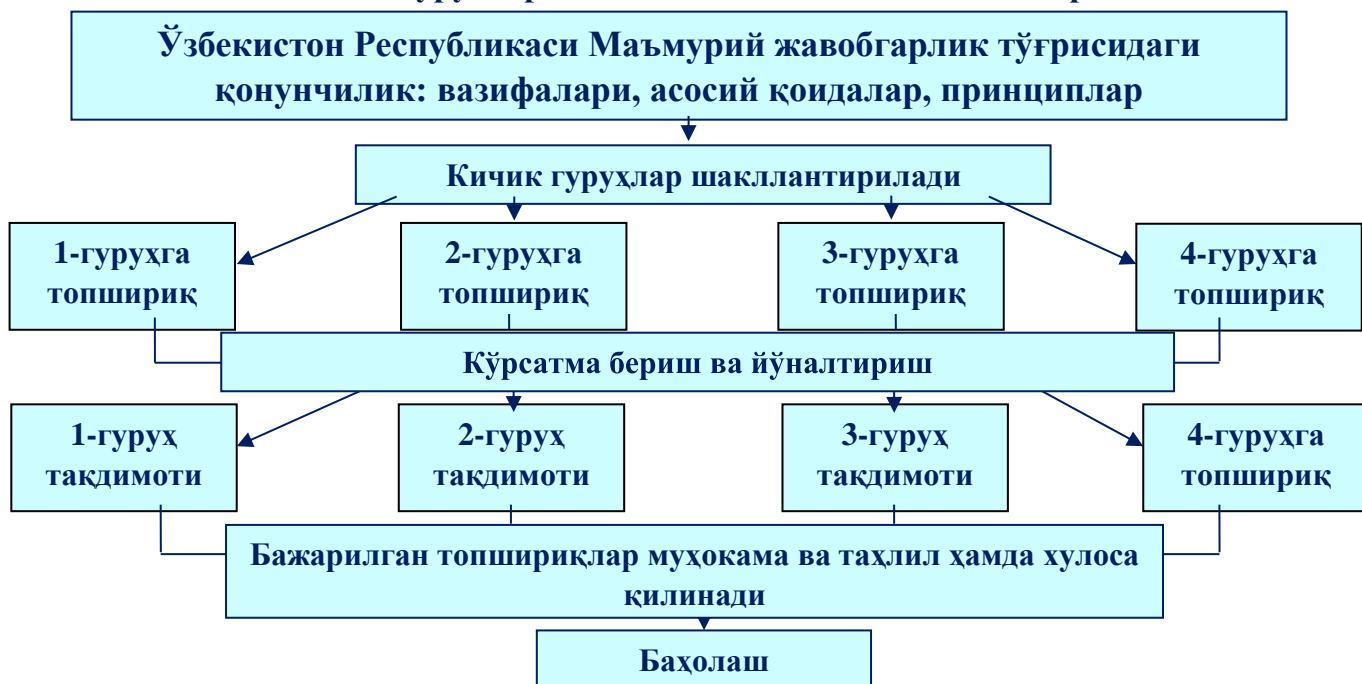 Ўзбекистон Республикаси Маъмурий жавобгарлик тўғрисидаги
қонунчилик: вазифалари, асосий қоидалар, принциплар
Кичик гуруҳлар шакллантирилади
1-гуруҳга
топшириқ
2-гуруҳга
топшириқ
3-гуруҳга
топшириқ
4-гуруҳга
топшириқ
Кўрсатма бериш ва йўналтириш
1-гуруҳ
тақдимоти
2-гуруҳ
тақдимоти
3-гуруҳ
тақдимоти
4-гуруҳга
топшириқ
Бажарилган топшириқлар муҳокама ва таҳлил ҳамда хулоса
қилинади
Баҳолаш